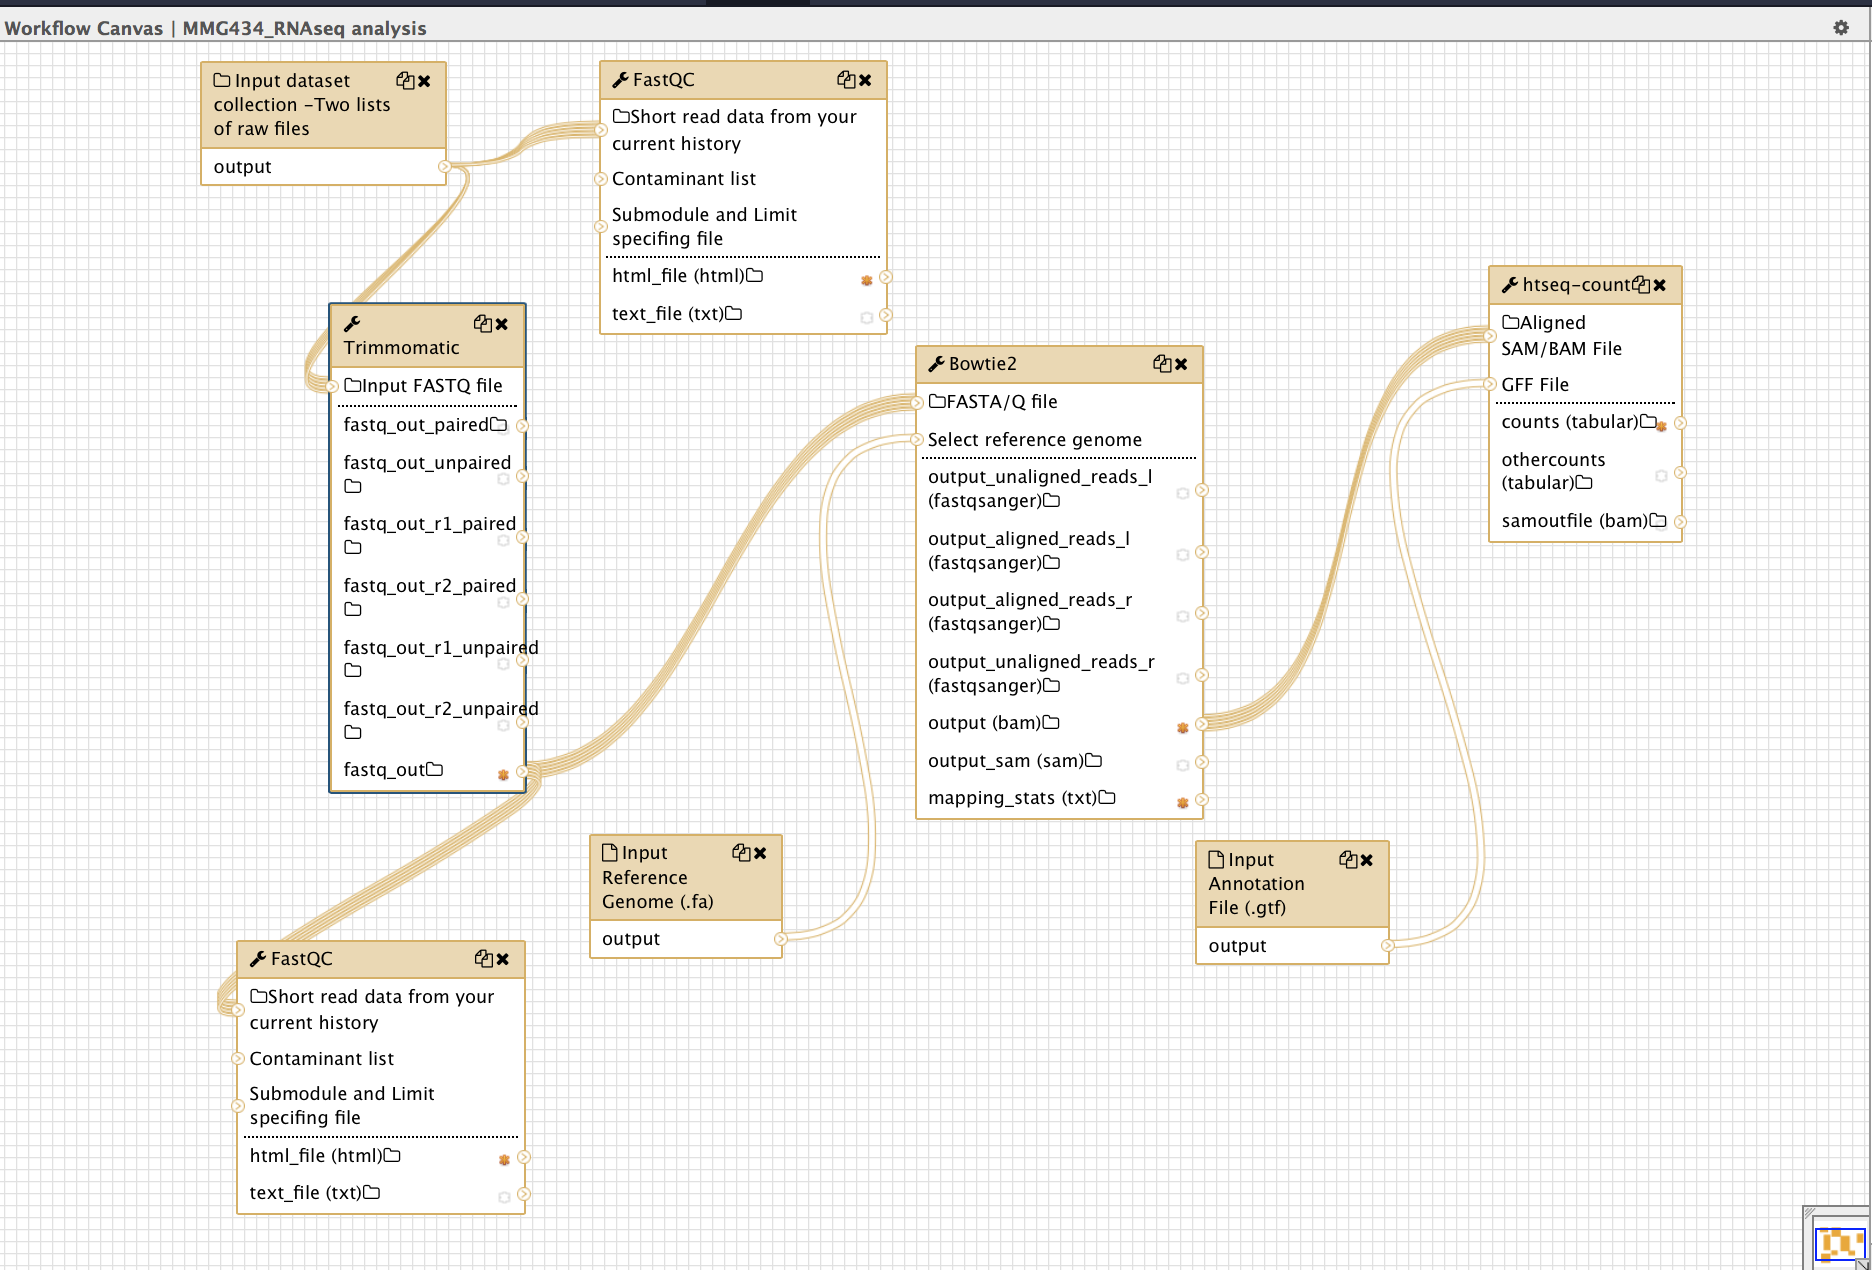 Workflow Canvas | MMG434_RNAseq analysis
Input dataset
collection -Two lists
of raw files
output
FastQC
Short read data from your
current history
Contaminant list
Submodule and Limit
specifing file
html_file (html)
text_file (txt)
Trimmomatic
Input FASTQ file
fastq_out_paired
fastq_out_unpaired
fastq_out_r1_paired
fastq_out_r2_paired
fastq_out_r1_unpaired
fastq_out_r2_unpaired
fastq_out
Bowtie2
FASTA/Q file
Select reference genome
output_unaligned_reads_l
(fastqsanger)
output_aligned_reads_l
(fastqsanger)
output_aligned_reads_r
(fastqsanger)
output_unaligned_reads_r
(fastqsanger)
output (bam)
output_sam (sam)
mapping_stats (txt)
htseq-count
Aligned
SAM/BAM File
GFF File
counts (tabular)
othercounts
(tabular)
samoutfile (bam)
Input
Reference
Genome (.fa)
output
Input
Annotation
File (.gtf)
output
FastQC
Short read data from your
current history
Contaminant list
Submodule and Limit
specifing file
html_file (html)
text_file (txt)